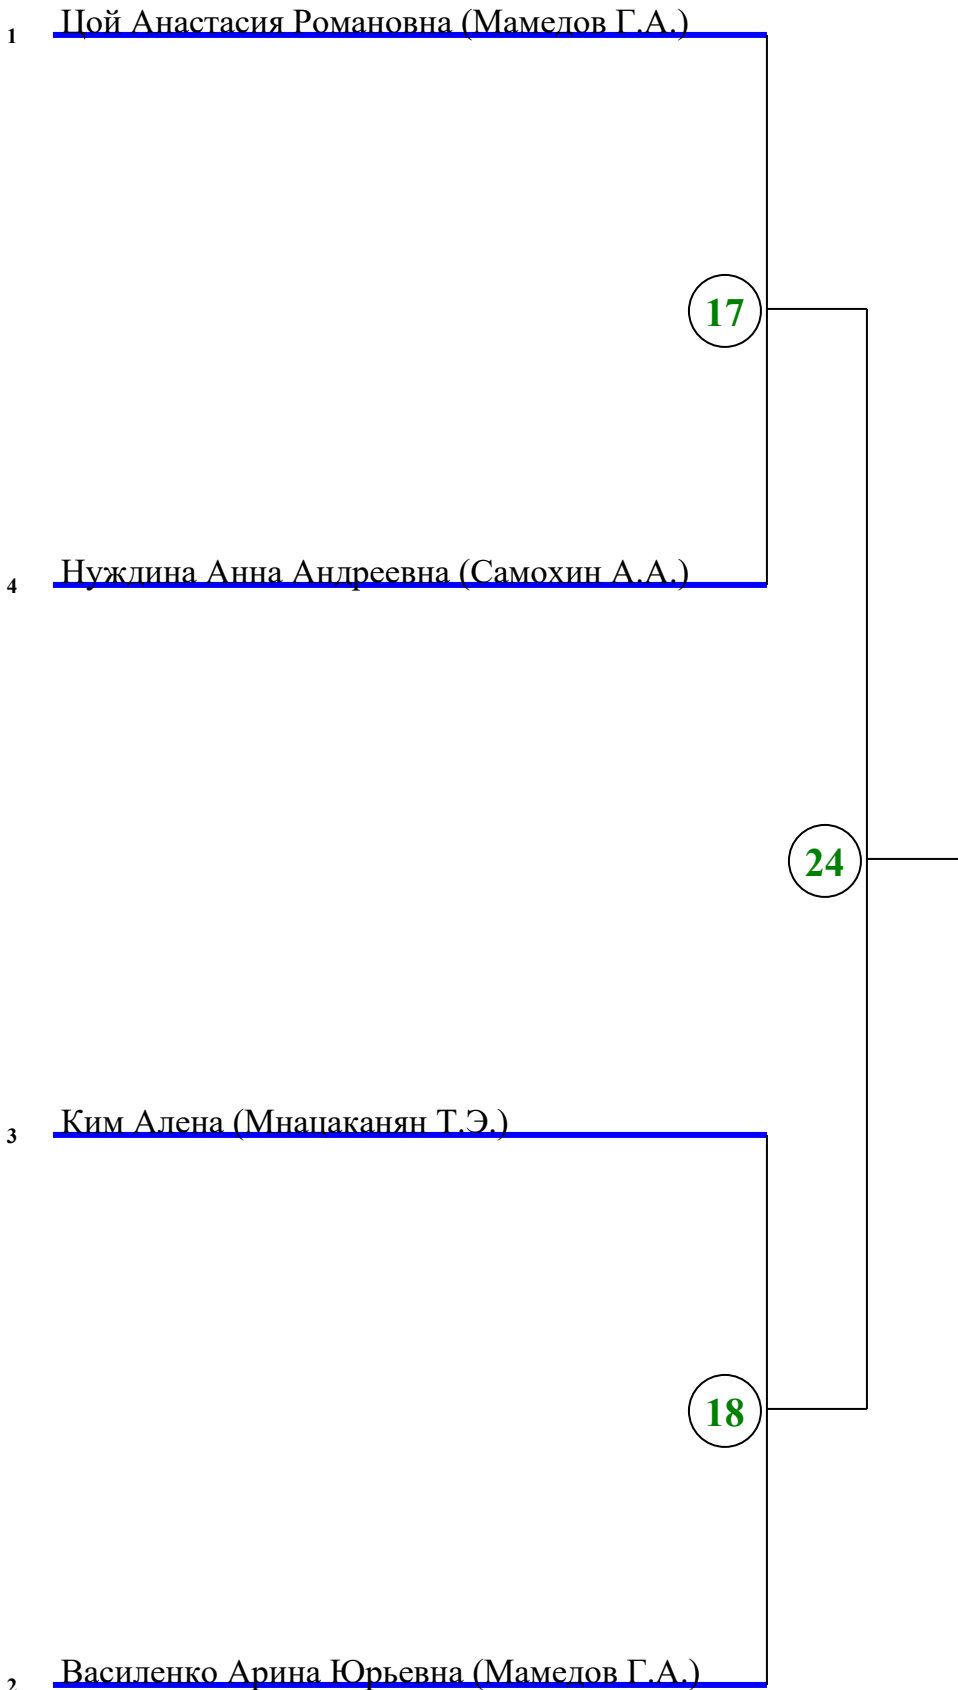 1 Цой Анастасия Романовна (Мамедов Г.А.)
17
4 Нуждина Анна Андреевна (Самохин А.А.)
24
3 Ким Алена (Мнацаканян Т.Э.)
18
2 Василенко Арина Юрьевна (Мамедов Г.А.)